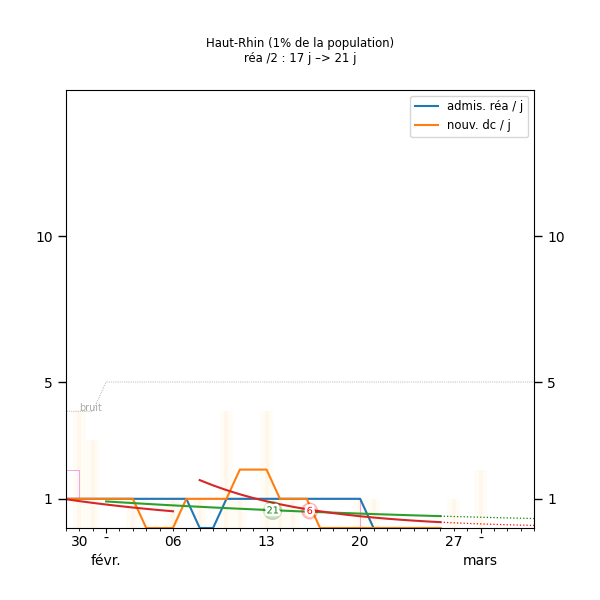 Haut-Rhin (1% de la population)
réa /2 : 17 j –> 21 j
admis. réa / j
nouv. dc / j
10 10
5 5
bruit
1 1
21 6
30 - 06 13 20 27 -
févr. mars